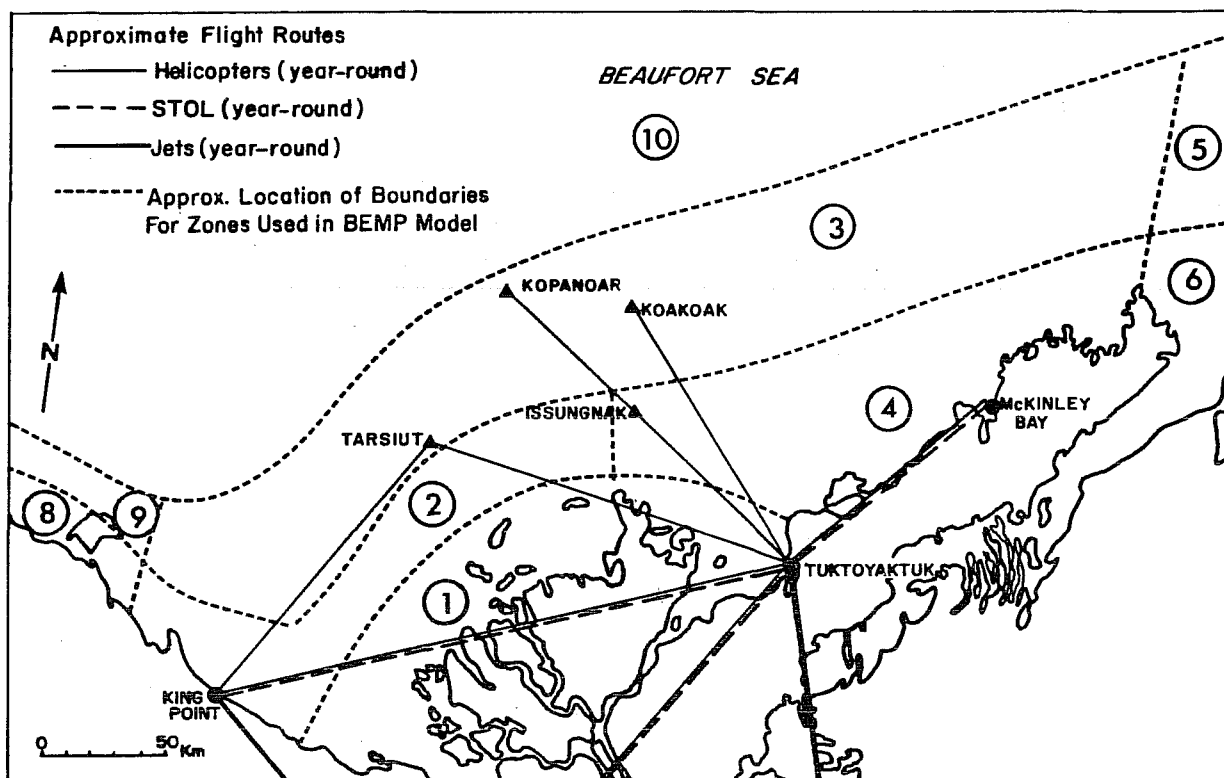 Approximate Flight Routes
Helicopters (year-round)
STOL (year-round)
Jets (year-round)
Approx. Location of Boundaries
For Zones Used in BEMP Model
BEAUFORT SEA
10
5
3
6
KOPANOAR
KOAKOAK
N
4
McKINLEY
BAY
ISSUNGNAK
TARSIUT
2
8
9
TUKTOYAKTUK
1
KING
POINT
0
50 Km